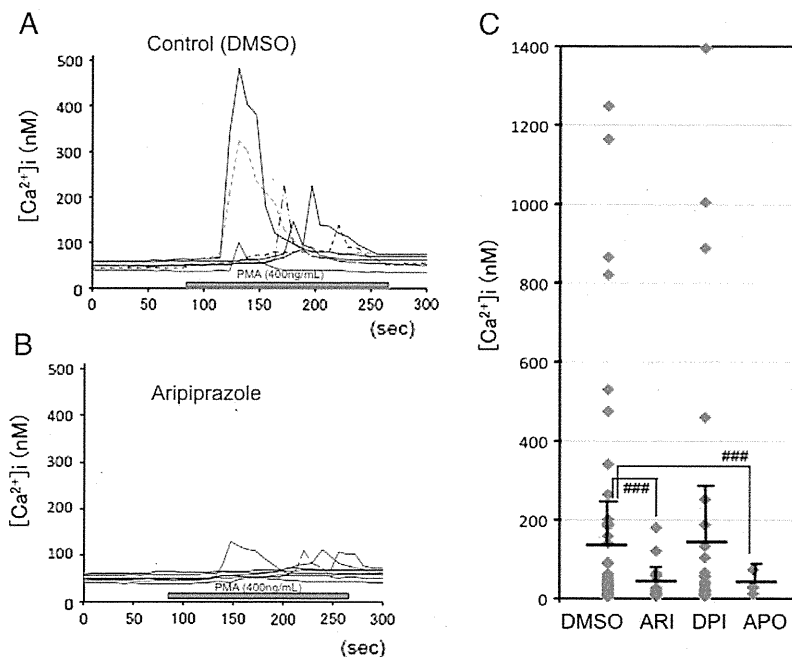 A
Control (DMSO)
[Ca²⁺]i (nM)
500
400
300
200
100
0
PMA (400ng/mL)
0 50 100 150 200 250 300
(sec)
B
Aripiprazole
[Ca²⁺]i (nM)
500
400
300
200
100
0
PMA (400ng/mL)
0 50 100 150 200 250 300
(sec)
C
[Ca²⁺]i (nM)
1400
1200
1000
800
600
400
200
0
###
###
DMSO ARI DPI APO